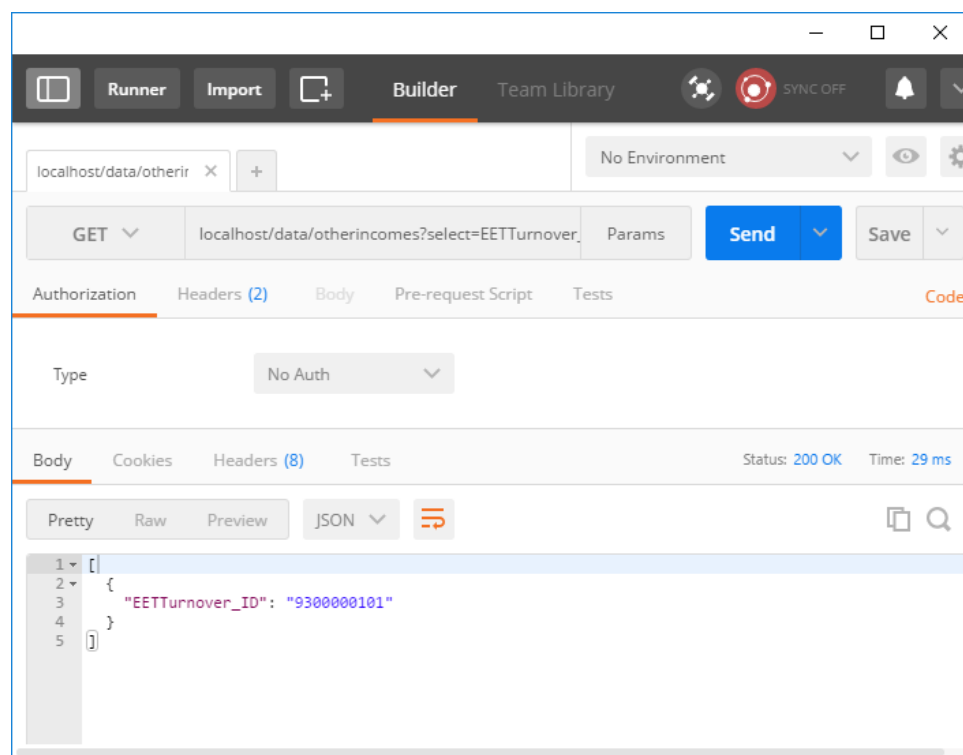 Runner Import Builder Team Library SYNC OFF
localhost/data/otherir No Environment
GET localhost/data/otherincomes?select=EETTurnover_ Params Send Save
Authorization Headers (2) Body Pre-request Script Tests Code
Type No Auth
Body Cookies Headers (8) Tests Status: 200 OK Time: 29 ms
Pretty Raw Preview JSON
1 [
2 {
3 "EETTurnover_ID": "9300000101"
4 }
5 ]